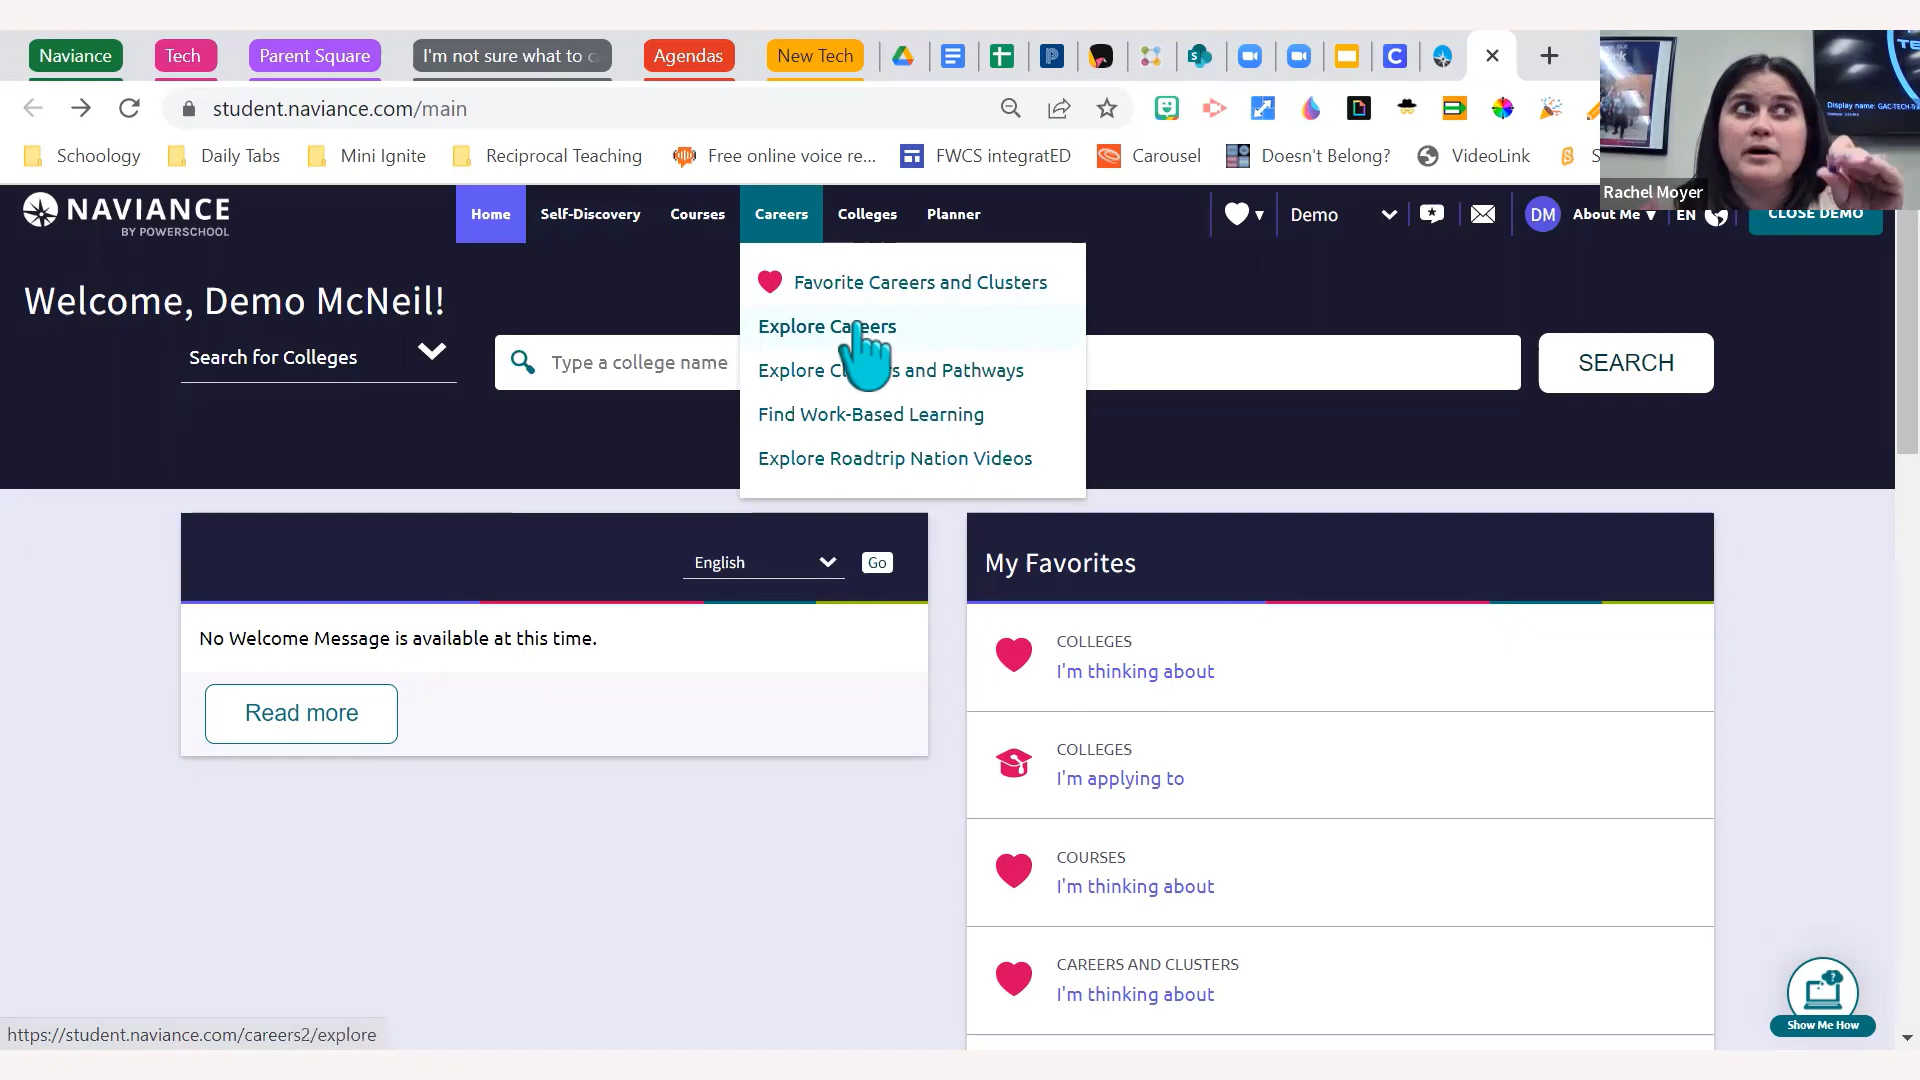 Naviance
Tech
Parent Square
I'm not sure what to c
Agendas
New Tech
student.naviance.com/main
Schoology
Daily Tabs
Mini Ignite
Reciprocal Teaching
Free online voice re...
FWCS integratED
Carousel
Doesn't Belong?
VideoLink
S
Rachel Moyer
NAVIANCE
BY POWERSCHOOL
Home
Self-Discovery
Courses
Careers
Colleges
Planner
Demo
DM
About Me
EN
CLOSE DEMO
Favorite Careers and Clusters
Explore Careers
Explore Cl s and Pathways
Find Work-Based Learning
Explore Roadtrip Nation Videos
Welcome, Demo McNeil!
Search for Colleges
Type a college name
SEARCH
English
Go
No Welcome Message is available at this time.
Read more
My Favorites
COLLEGES
I'm thinking about
COLLEGES
I'm applying to
COURSES
I'm thinking about
CAREERS AND CLUSTERS
I'm thinking about
Show Me How
https://student.naviance.com/careers2/explore